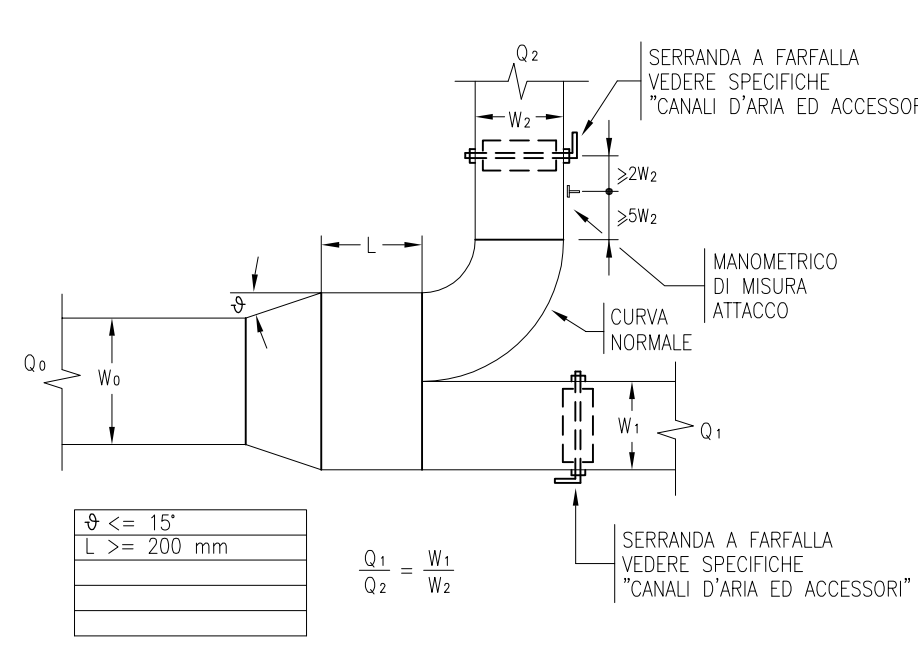 Q2
SERRANDA A FARFALLA
VEDERE SPECIFICHE
"CANALI D'ARIA ED ACCESSOR
W2
⩾2W2
⩾5W2
L
MANOMETRICO
DI MISURA
ATTACCO
ϑ
CURVA
NORMALE
Q0
W0
W1
Q1
ϑ <= 15°
L >= 200 mm
Q1
Q2
=
W1
W2
SERRANDA A FARFALLA
VEDERE SPECIFICHE
"CANALI D'ARIA ED ACCESSORI"